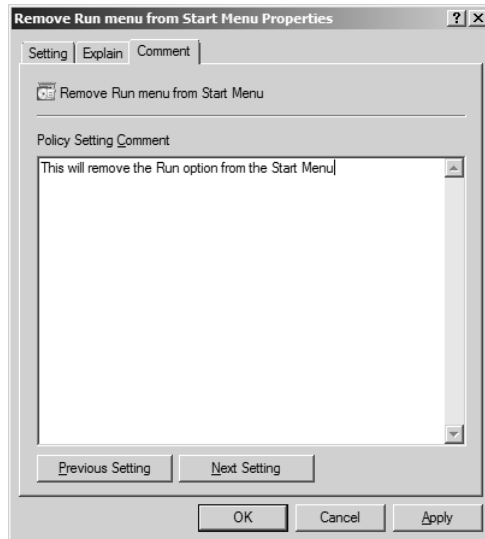 Remove Run menu from Start Menu Properties ? X
Setting Explain Comment
Remove Run menu from Start Menu
Policy Setting Comment
This will remove the Run option from the Start Menu
Previous Setting Next Setting
OK Cancel Apply